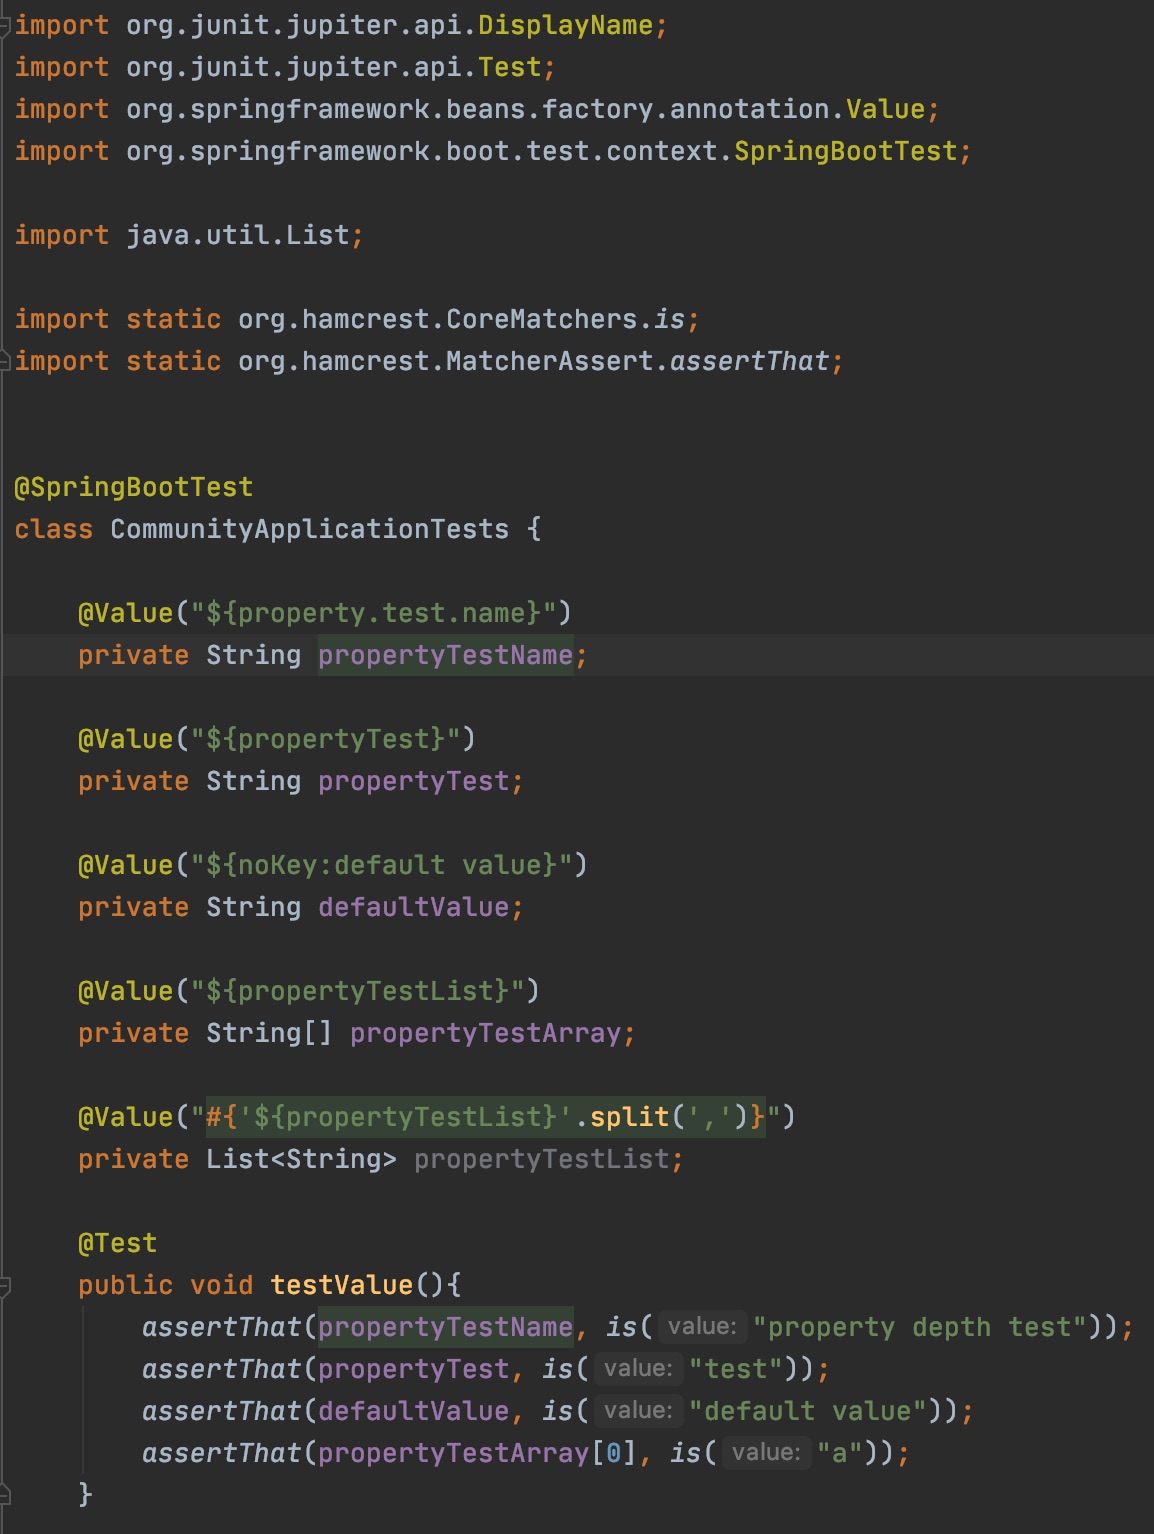 import org.junit.jupiter.api.DisplayName;
import org.junit.jupiter.api.Test;
import org.springframework.beans.factory.annotation.Value;
import org.springframework.boot.test.context.SpringBootTest;
import java.util.List;
import static org.hamcrest.CoreMatchers.is;
import static org.hamcrest.MatcherAssert.assertThat;
@SpringBootTest
class CommunityApplicationTests {
@Value("${property.test.name}")
private String propertyTestName;
@Value("${propertyTest}")
private String propertyTest;
@Value("${noKey:default value}")
private String defaultValue;
@Value("${propertyTestList}")
private String[] propertyTestArray;
@Value("#{'${propertyTestList}'.split(',')}")
private List<String> propertyTestList;
@Test
public void testValue(){
assertThat(propertyTestName, is( value: "property depth test"));
assertThat(propertyTest, is( value: "test"));
assertThat(defaultValue, is( value: "default value"));
assertThat(propertyTestArray[0], is( value: "a"));
}